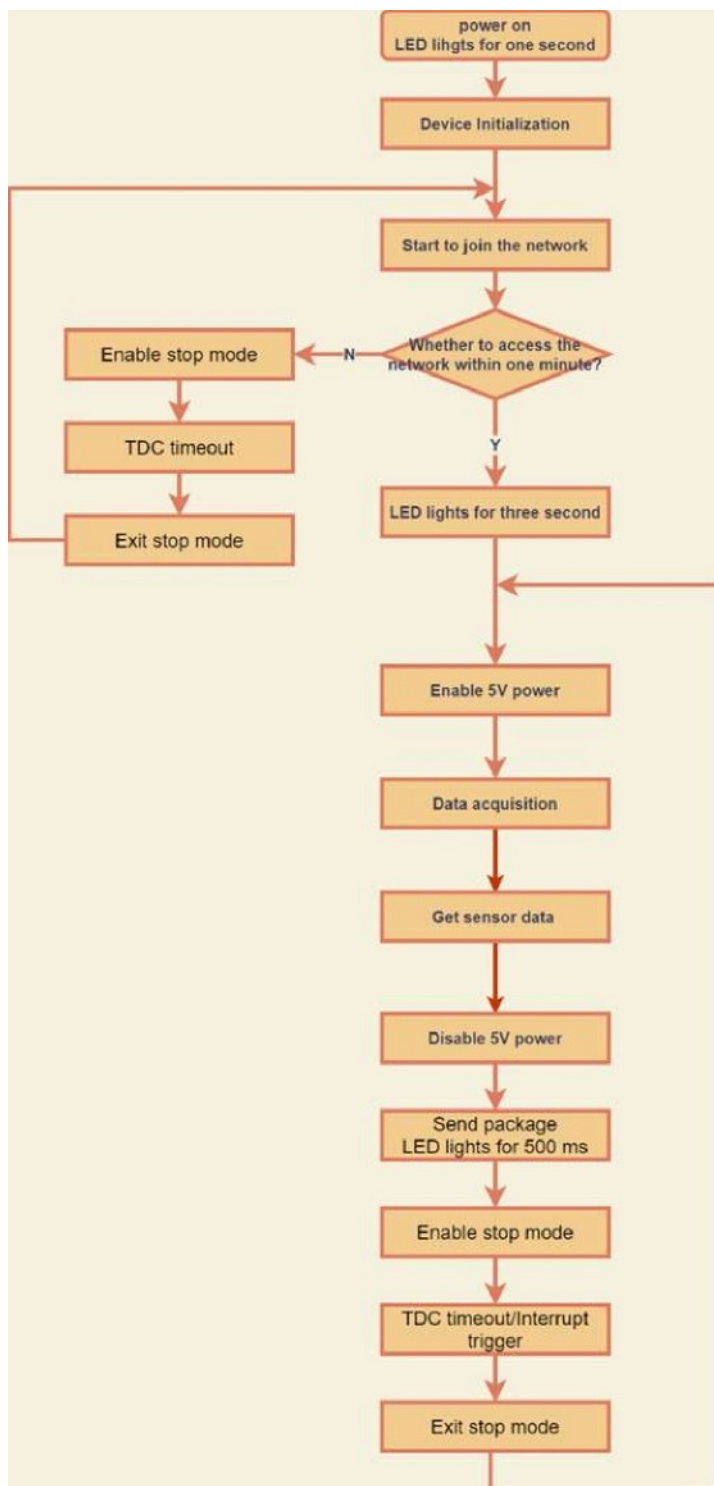 power on
LED lihgts for one second
Device Initialization
Start to join the network
Whether to access the
network within one minute?
N
Enable stop mode
TDC timeout
Exit stop mode
Y
LED lights for three second
Enable 5V power
Data acquisition
Get sensor data
Disable 5V power
Send package
LED lights for 500 ms
Enable stop mode
TDC timeout/Interrupt
trigger
Exit stop mode